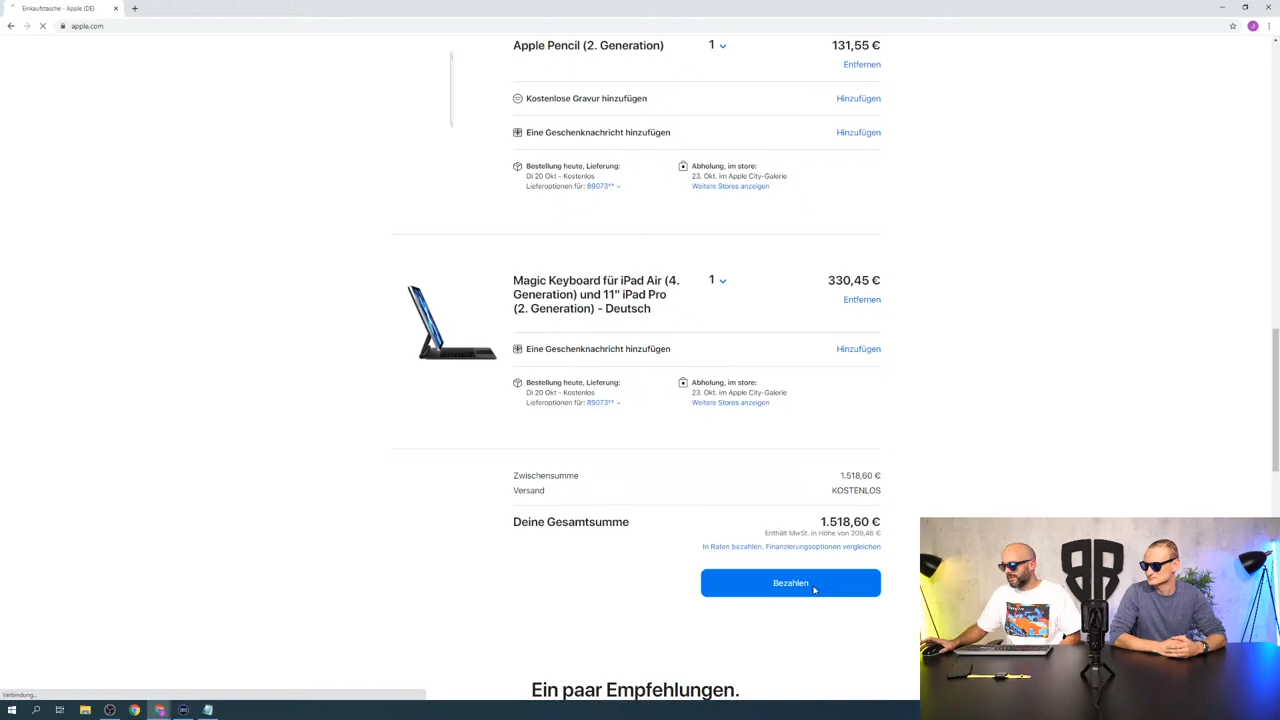 Einkaufstasche - Apple (DE)
apple.com
J
Apple Pencil (2. Generation) 1 131,55 €
Entfernen
Kostenlose Gravur hinzufügen Hinzufügen
Eine Geschenknachricht hinzufügen Hinzufügen
Bestellung heute, Lieferung: Abholung, im store:
Di 20 Okt - Kostenlos 23. Okt. im Apple City-Galerie
Lieferoptionen für: 89073‡‡ Weitere Stores anzeigen
Magic Keyboard für iPad Air (4. 1 330,45 €
Generation) und 11" iPad Pro Entfernen
(2. Generation) - Deutsch
Eine Geschenknachricht hinzufügen Hinzufügen
Bestellung heute, Lieferung: Abholung, im store:
Di 20 Okt - Kostenlos 23. Okt. im Apple City-Galerie
Lieferoptionen für: 89073‡‡ Weitere Stores anzeigen
Zwischensumme 1.518,60 €
Versand KOSTENLOS
Deine Gesamtsumme 1.518,60 €
Enthält MwSt. in Höhe von 209,46 €
In Raten bezahlen. Finanzierungsoptionen vergleichen
Bezahlen
Ein paar Empfehlungen.
Verbindung...